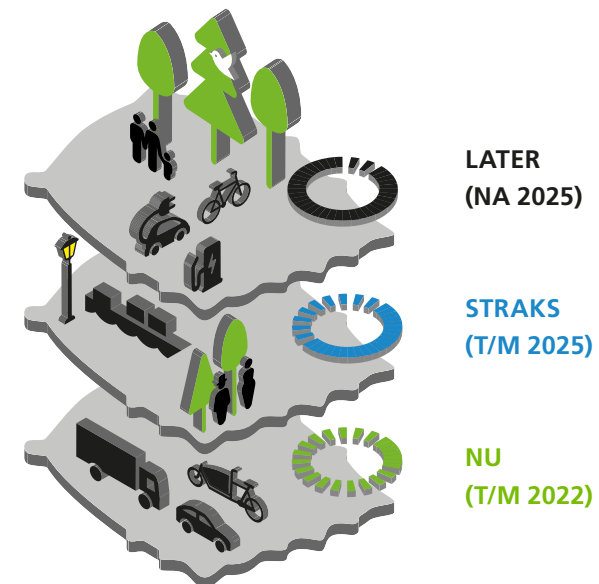 LATER
(NA 2025)
STRAKS
(T/M 2025)
NU
(T/M 2022)